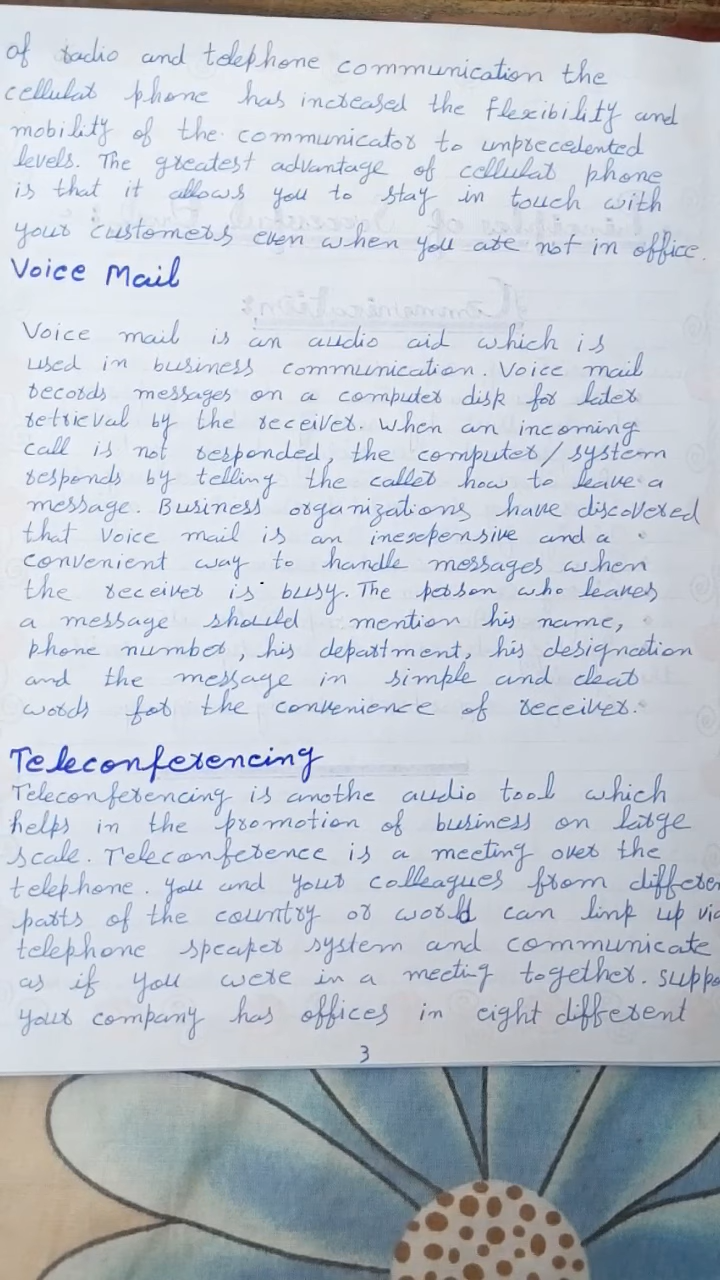 of radio and telephone communication the
cellular phone has increased the flexibility and
mobility of the communicator to unprecedented
levels. The greatest advantage of cellular phone
is that it allows you to stay in touch with
your customers even when you are not in office.
Voice Mail
Voice mail is an audio aid which is
used in business communication. Voice mail
records messages on a computer disk for later
retrieval by the receiver. When an incoming
call is not responded, the computer/system
responds by telling the caller how to leave a
message. Business organizations have discovered
that voice mail is an inexpensive and a
convenient way to handle messages when
the receiver is busy. The person who leaves
a message should mention his name,
phone number, his department, his designation
and the message in simple and clear
words for the convenience of receiver.
Teleconferencing
Teleconferencing is anothe audio tool which
helps in the promotion of business on large
scale. Teleconference is a meeting over the
telephone. You and your colleagues from differen
parts of the country or world can link up via
telephone speaper system and communicate
as if you were in a meeting together. suppo
your company has offices in eight different
3